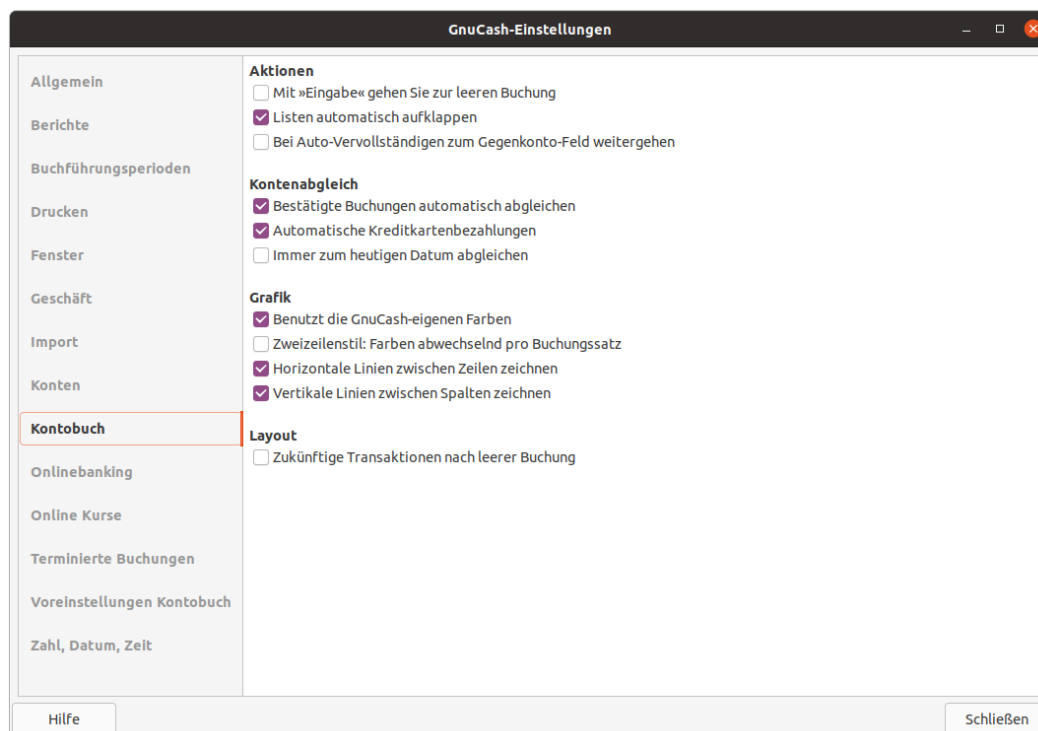 GnuCash-Einstellungen
Allgemein
Berichte
Buchführungsperioden
Drucken
Fenster
Geschäft
Import
Konten
Kontobuch
Onlinebanking
Online Kurse
Terminierte Buchungen
Voreinstellungen Kontobuch
Zahl, Datum, Zeit
Aktionen
Mit »Eingabe« gehen Sie zur leeren Buchung
Listen automatisch aufklappen
Bei Auto-Vervollständigen zum Gegenkonto-Feld weitergehen
Kontenabgleich
Bestätigte Buchungen automatisch abgleichen
Automatische Kreditkartenbezahlungen
Immer zum heutigen Datum abgleichen
Grafik
Benutzt die GnuCash-eigenen Farben
Zweizeilenstil: Farben abwechselnd pro Buchungssatz
Horizontale Linien zwischen Zeilen zeichnen
Vertikale Linien zwischen Spalten zeichnen
Layout
Zukünftige Transaktionen nach leerer Buchung
Hilfe
Schließen